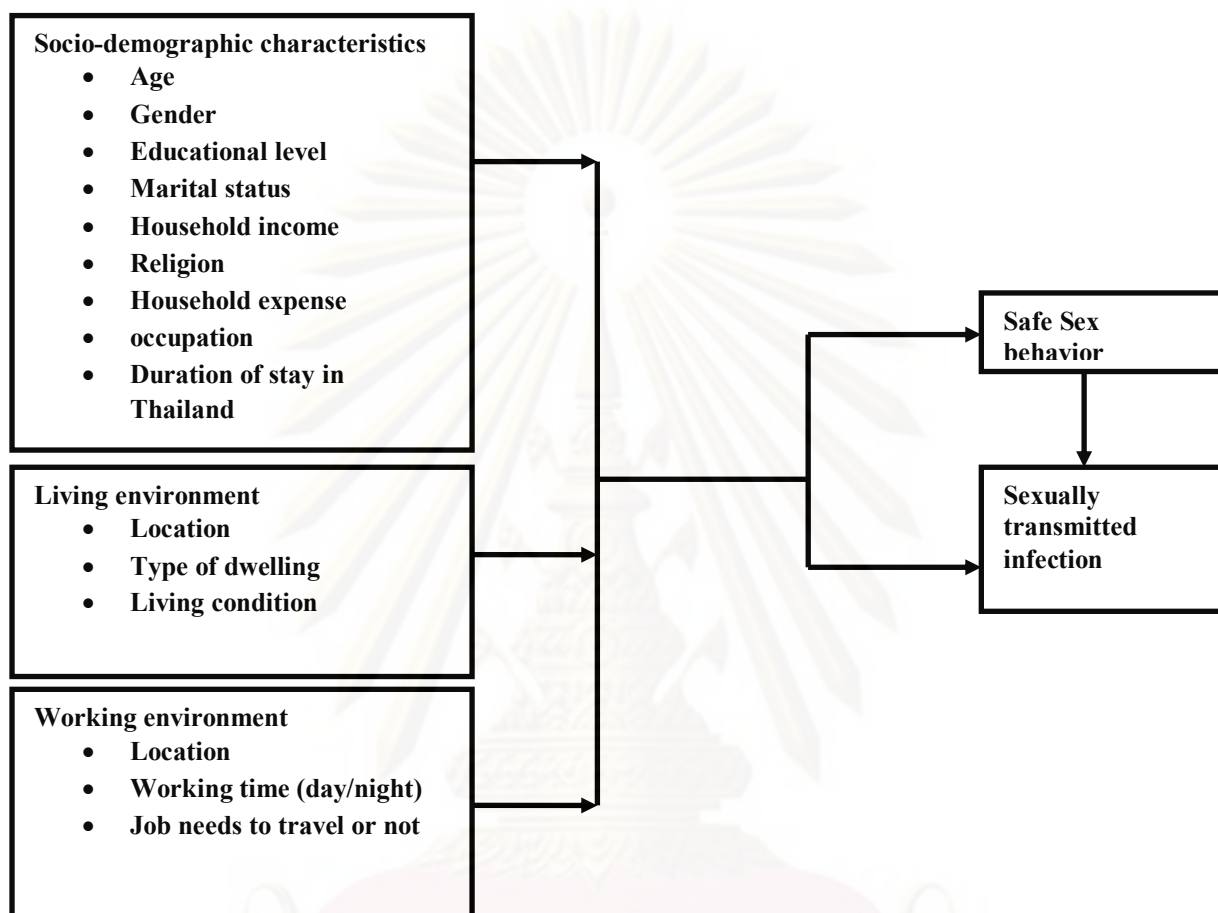 Socio-demographic characteristics
• Age
• Gender
• Educational level
• Marital status
• Household income
• Religion
• Household expense
• occupation
• Duration of stay in
Thailand
Living environment
• Location
• Type of dwelling
• Living condition
Working environment
• Location
• Working time (day/night)
• Job needs to travel or not
Safe Sex
behavior
Sexually
transmitted
infection